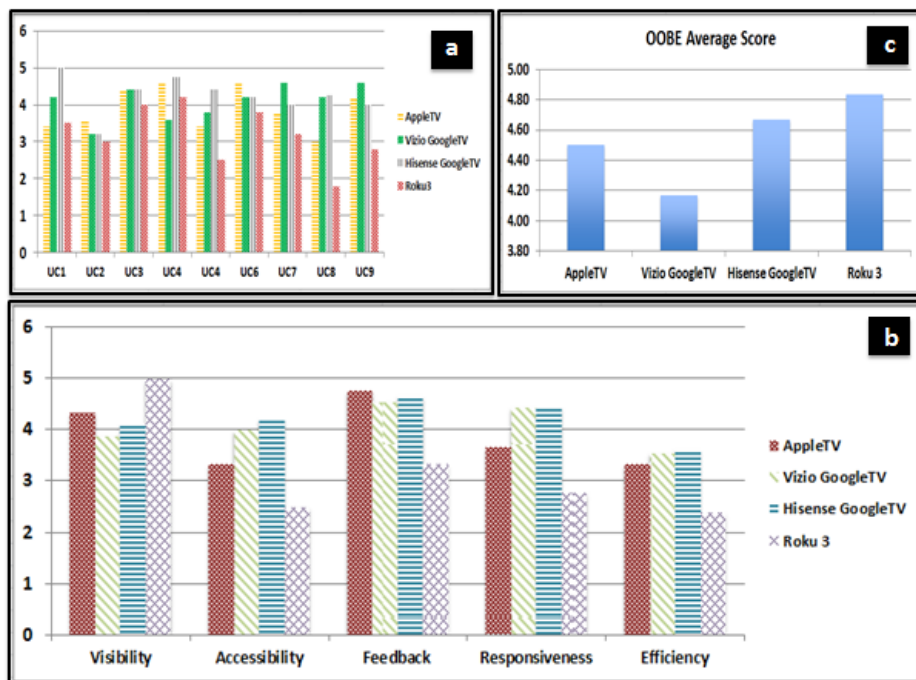 a
6
5
4
3
2
1
0
UC1 UC2 UC3 UC4 UC4 UC6 UC7 UC8 UC9
AppleTV
Vizio GoogleTV
Hisense GoogleTV
Roku3
c
OOBE Average Score
5.00
4.80
4.60
4.40
4.20
4.00
3.80
AppleTV Vizio GoogleTV Hisense GoogleTV Roku 3
b
6
5
4
3
2
1
0
Visibility Accessibility Feedback Responsiveness Efficiency
AppleTV
Vizio GoogleTV
Hisense GoogleTV
Roku 3